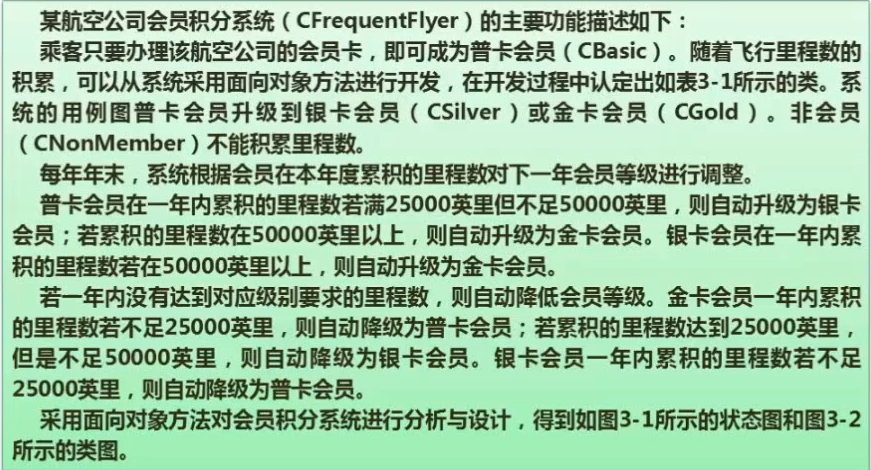 某航空公司会员积分系统（CFrequentFlyer）的主要功能描述如下：
乘客只要办理该航空公司的会员卡，即可成为普卡会员（CBasic）。随着飞行里程数的
积累，可以从系统采用面向对象方法进行开发，在开发过程中认定出如表3-1所示的类。系
统的用例图普卡会员升级到银卡会员（CSilver）或金卡会员（CGold）。非会员
（CNonMember）不能积累里程数。
每年年末，系统根据会员在本年度累积的里程数对下一年会员等级进行调整。
普卡会员在一年内累积的里程数若满25000英里但不足50000英里，则自动升级为银卡
会员；若累积的里程数在50000英里以上，则自动升级为金卡会员。银卡会员在一年内累
积的里程数若在50000英里以上，则自动升级为金卡会员。
若一年内没有达到对应级别要求的里程数，则自动降低会员等级。金卡会员一年内累积
的里程数若不足25000英里，则自动降级为普卡会员；若累积的里程数达到25000英里，
但是不足50000英里，则自动降级为银卡会员。银卡会员一年内累积的里程数若不足
25000英里，则自动降级为普卡会员。
采用面向对象方法对会员积分系统进行分析与设计，得到如图3-1所示的状态图和图3-2
所示的类图。